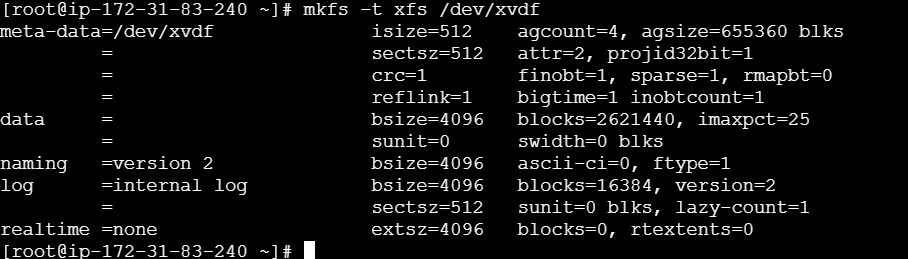 [root@ip-172-31-83-240 ~]# mkfs -t xfs /dev/xvdf
meta-data=/dev/xvdf              isize=512    agcount=4, agsize=655360 blks
         =                       sectsz=512   attr=2, projid32bit=1
         =                       crc=1        finobt=1, sparse=1, rmapbt=0
         =                       reflink=1    bigtime=1 inobtcount=1
data     =                       bsize=4096   blocks=2621440, imaxpct=25
         =                       sunit=0      swidth=0 blks
naming   =version 2              bsize=4096   ascii-ci=0, ftype=1
log      =internal log           bsize=4096   blocks=16384, version=2
         =                       sectsz=512   sunit=0 blks, lazy-count=1
realtime =none                   extsz=4096   blocks=0, rtextents=0
[root@ip-172-31-83-240 ~]#